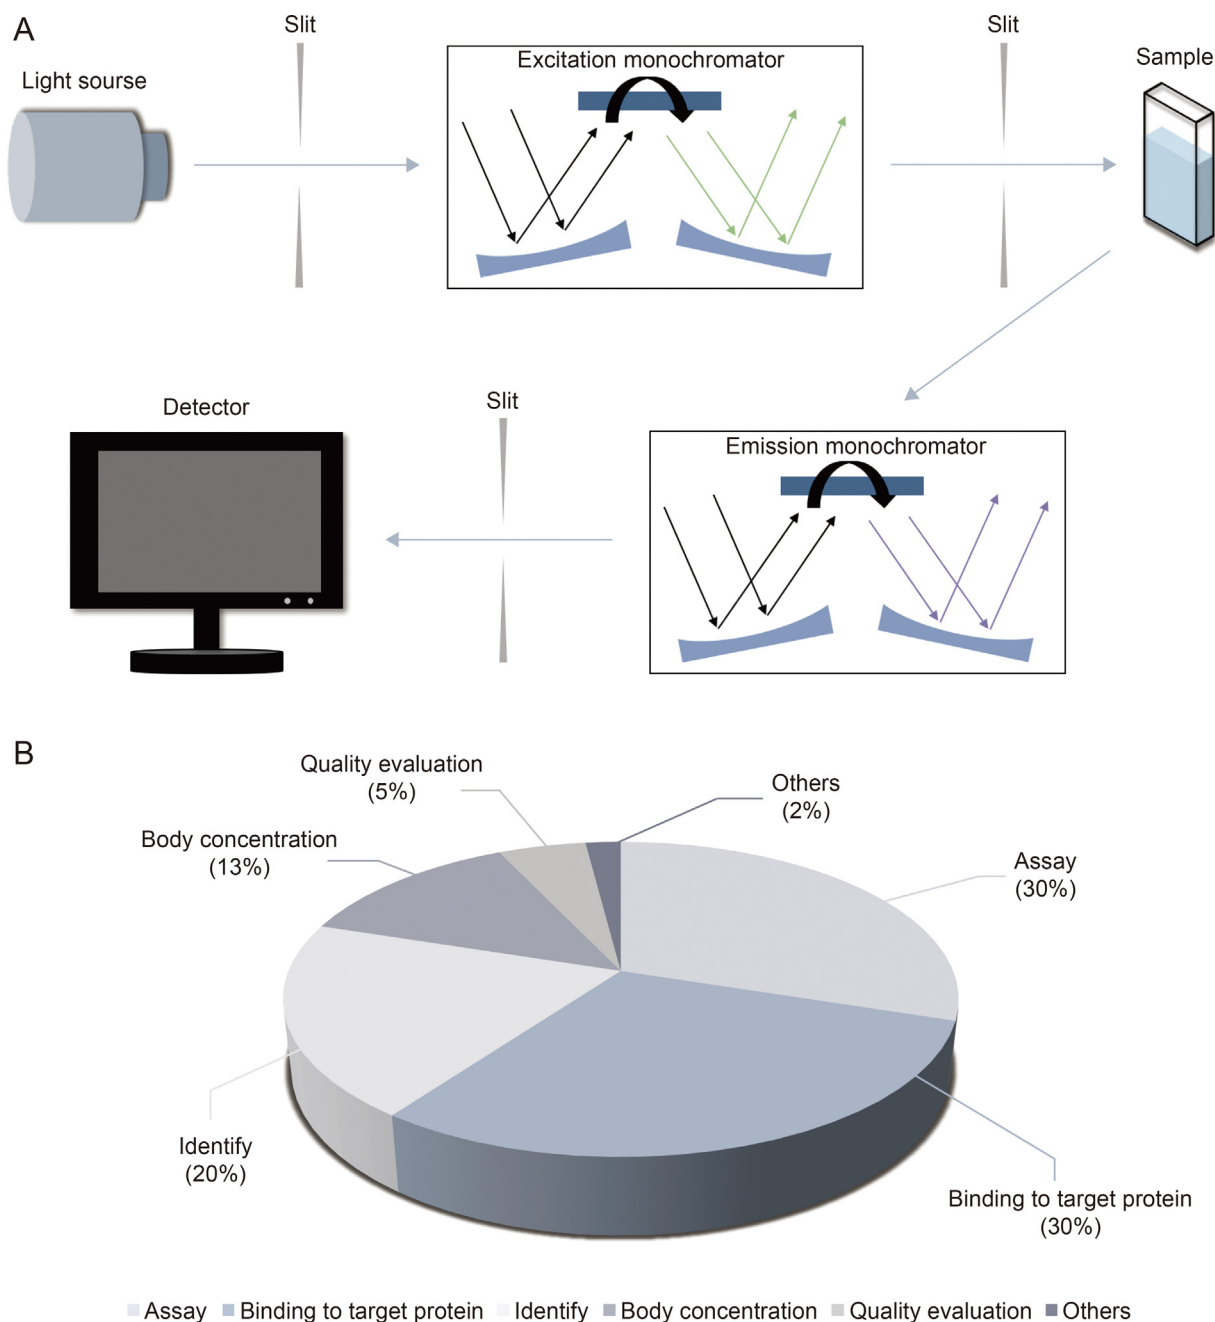 A
Slit
Slit
Light sourse
Excitation monochromator
Sample
Detector
Slit
Emission monochromator
B
Quality evaluation
(5%)
Others
(2%)
Body concentration
(13%)
Assay
(30%)
Identify
(20%)
Binding to target protein
(30%)
Assay Binding to target protein Identify Body concentration Quality evaluation Others